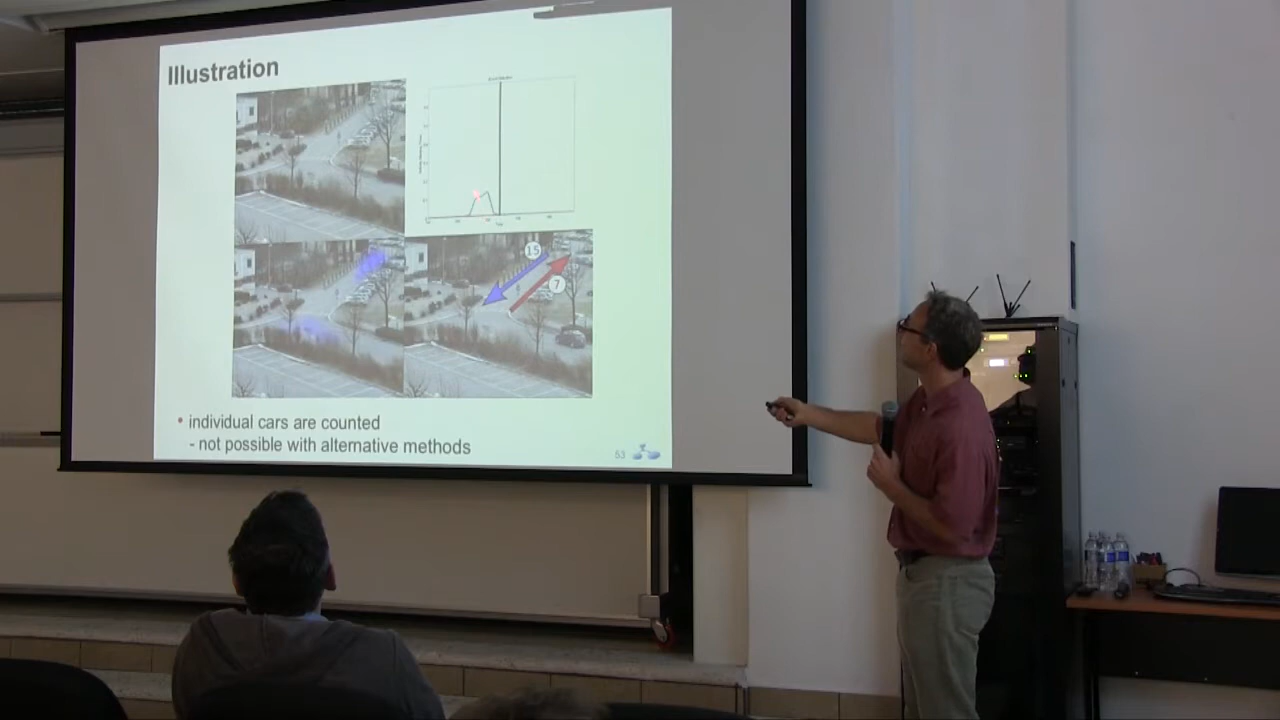 Illustration
15
7
• individual cars are counted
- not possible with alternative methods
53